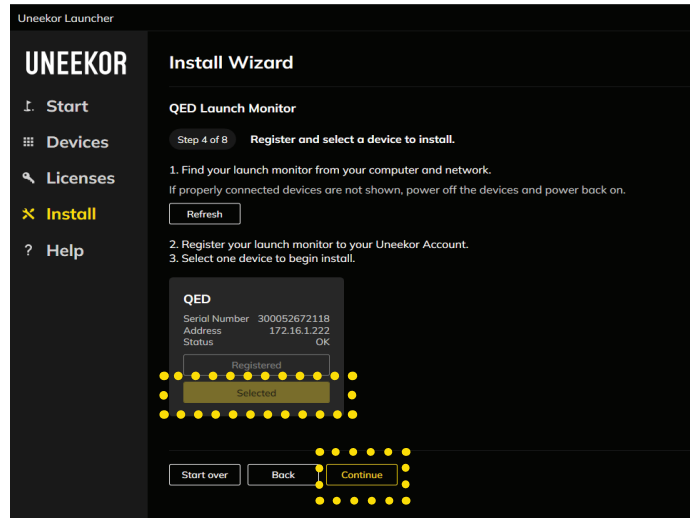 Uneekor Launcher
UNEEKOR
Start
Devices
Licenses
Install
? Help
Install Wizard
QED Launch Monitor
Step 4 of 8 Register and select a device to install.
1. Find your launch monitor from your computer and network.
If properly connected devices are not shown, power off the devices and power back on.
Refresh
2. Register your launch monitor to your Uneekor Account.
3. Select one device to begin install.
QED
Serial Number 300052672118
Address 172.16.1.222
Status OK
Registered
Selected
Start over Back Continue